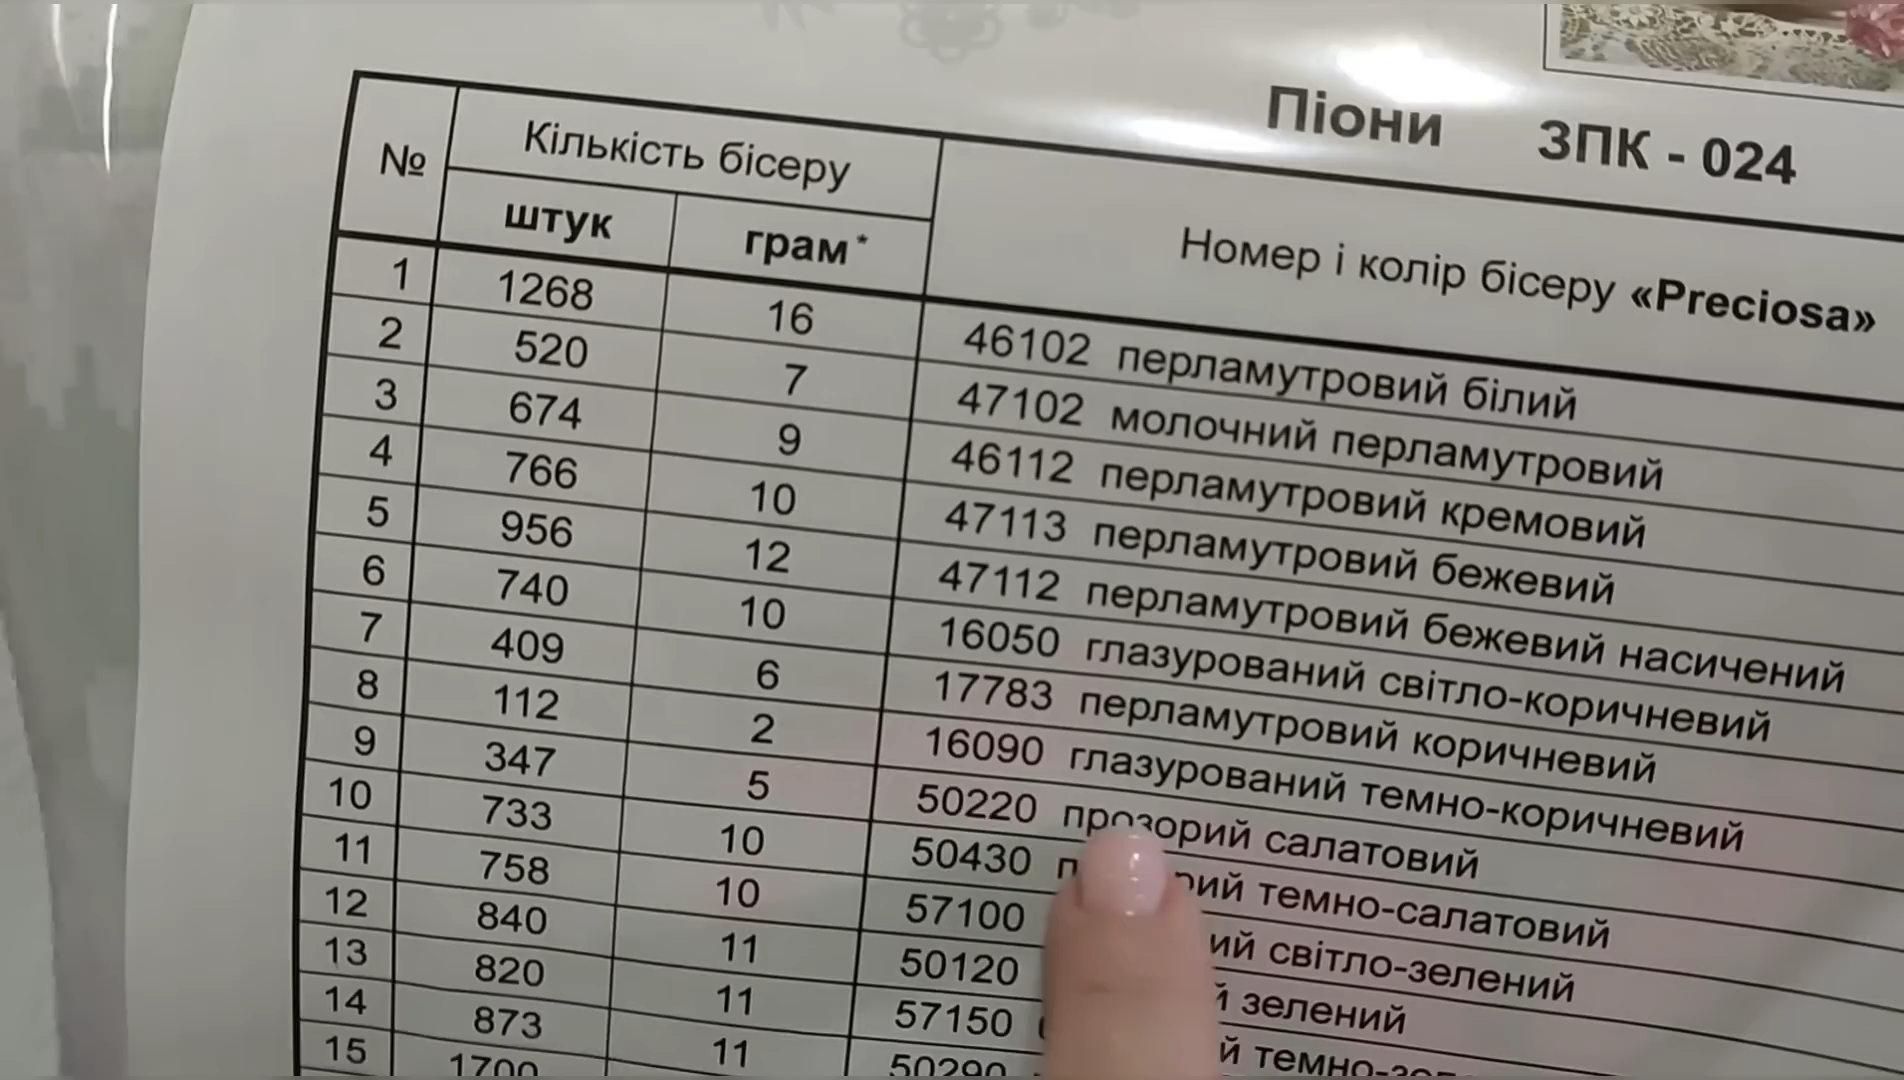 Піони ЗПК - 024
№ Кількість бісеру Номер і колір бісеру «Preciosa»
штук грам*
1 1268 16 46102 перламутровий білий
2 520 7 47102 молочний перламутровий
3 674 9 46112 перламутровий кремовий
4 766 10 47113 перламутровий бежевий
5 956 12 47112 перламутровий бежевий насичений
6 740 10 16050 глазурований світло-коричневий
7 409 6 17783 перламутровий коричневий
8 112 2 16090 глазурований темно-коричневий
9 347 5 50220 прозорий салатовий
10 733 10 50430 темно-салатовий
11 758 10 57100 світло-зелений
12 840 11 50120 зелений
13 820 11 57150
14 873 11 50290
15 1700